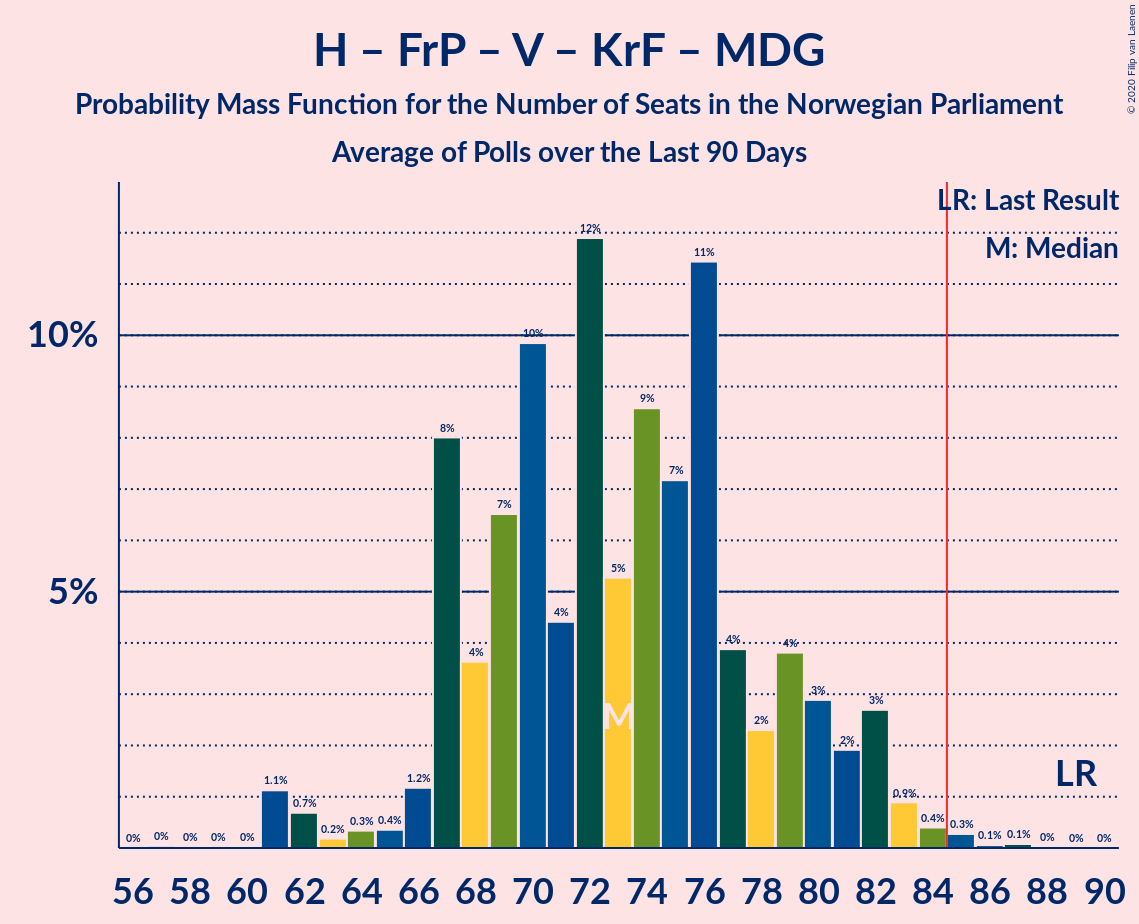 © 2020 Filip van Laenen
H – FrP – V – KrF – MDG
Probability Mass Function for the Number of Seats in the Norwegian Parliament
Average of Polls over the Last 90 Days
LR: Last Result
M: Median
10%
5%
0% 0% 0% 0% 0% 1.1% 0.7% 0.2% 0.3% 0.4% 1.2% 8% 4% 7% 10% 4% 12% 5% 9% 7% 11% 4% 2% 4% 3% 2% 3% 0.9% 0.4% 0.3% 0.1% 0.1% 0% 0% 0%
M
LR
56 58 60 62 64 66 68 70 72 74 76 78 80 82 84 86 88 90